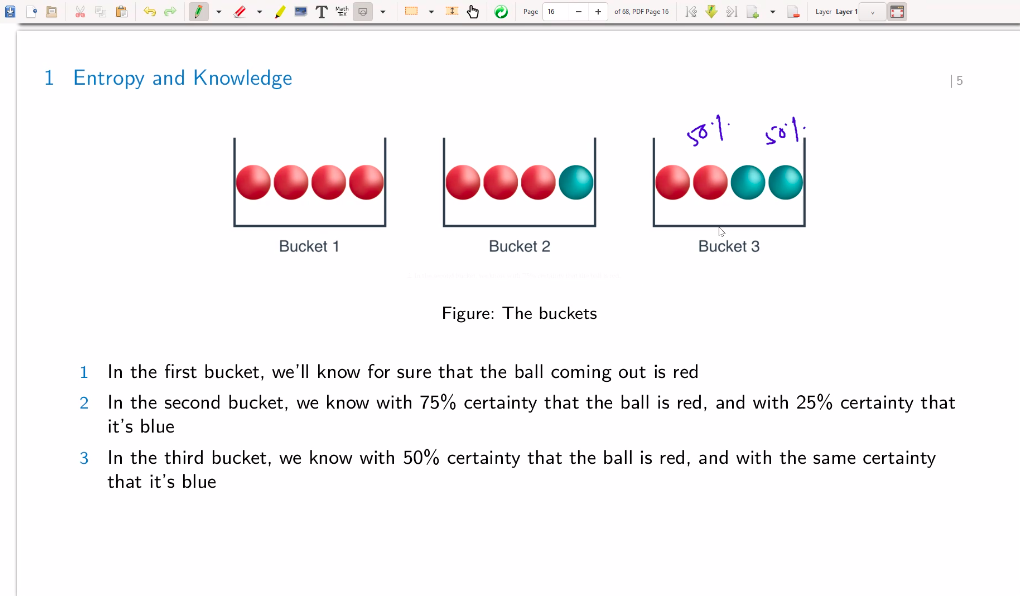 Page 16 − + of 68, PDF Page 16 Layer Layer 1
1 Entropy and Knowledge
| 5
50% 50%
Bucket 1 Bucket 2 Bucket 3
Figure: The buckets
1 In the first bucket, we'll know for sure that the ball coming out is red
2 In the second bucket, we know with 75% certainty that the ball is red, and with 25% certainty that
it's blue
3 In the third bucket, we know with 50% certainty that the ball is red, and with the same certainty
that it's blue